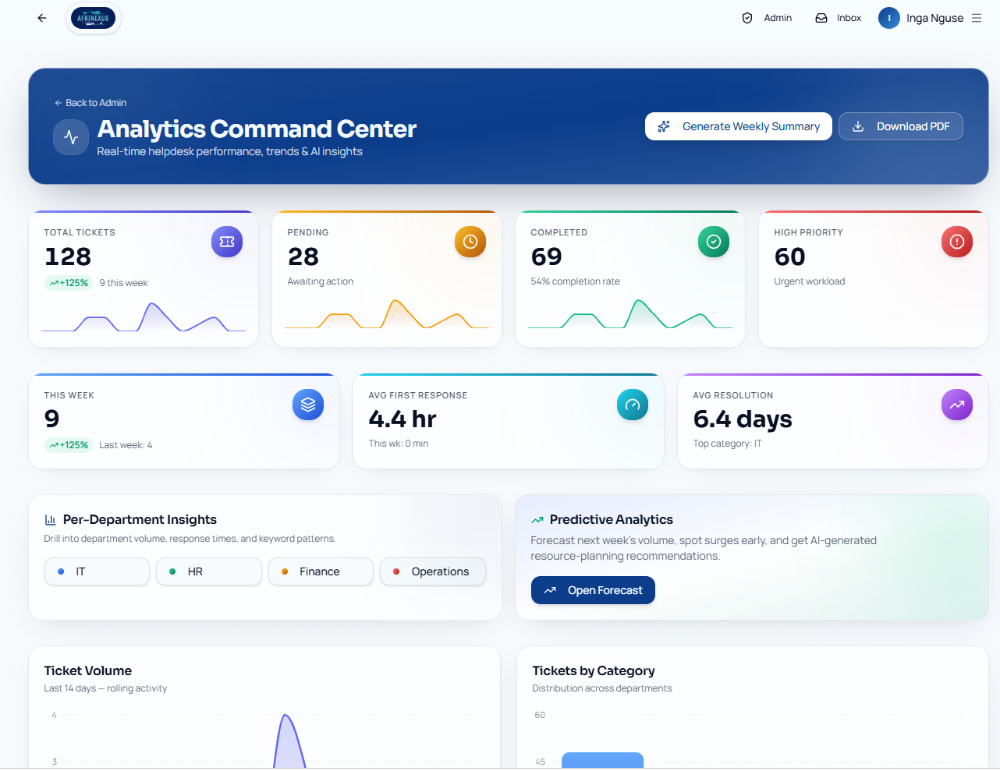 AFRINEXUS
Admin
Inbox
I
Inga Nguse
Back to Admin
Analytics Command Center
Real-time helpdesk performance, trends & AI insights
Generate Weekly Summary
Download PDF
TOTAL TICKETS
128
+125%
9 this week
PENDING
28
Awaiting action
COMPLETED
69
54% completion rate
HIGH PRIORITY
60
Urgent workload
THIS WEEK
9
+125%
Last week: 4
AVG FIRST RESPONSE
4.4 hr
This wk: 0 min
AVG RESOLUTION
6.4 days
Top category: IT
Per-Department Insights
Drill into department volume, response times, and keyword patterns.
IT
HR
Finance
Operations
Predictive Analytics
Forecast next week's volume, spot surges early, and get AI-generated
resource-planning recommendations.
Open Forecast
Ticket Volume
Last 14 days — rolling activity
4
3
Tickets by Category
Distribution across departments
60
45